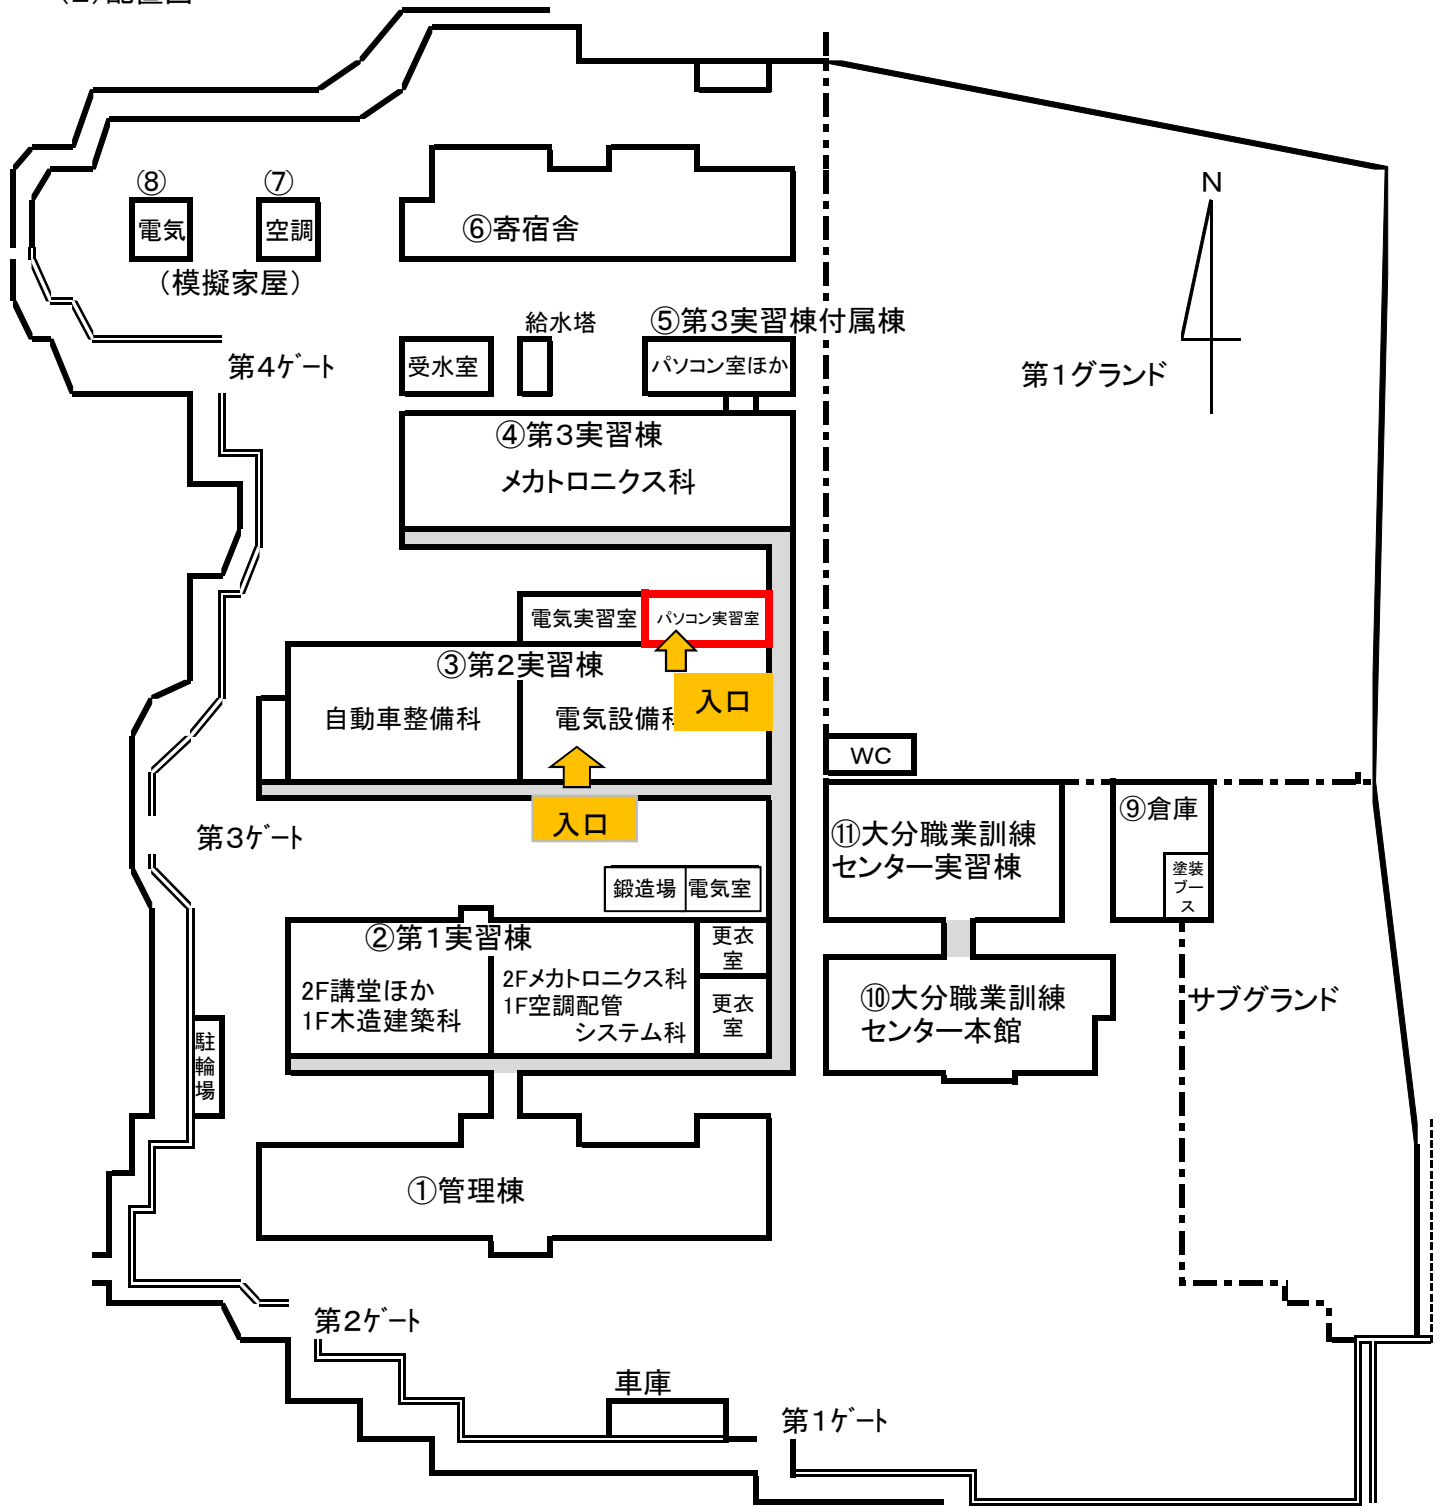 (2)配置図
N
⑧
⑦
電気
空調
(模擬家屋)
⑥寄宿舎
給水塔
⑤第3実習棟付属棟
第4ゲート
受水室
パソコン室ほか
第1グランド
④第3実習棟
メカトロニクス科
電気実習室
パソコン実習室
③第2実習棟
入口
自動車整備科
電気設備科
WC
入口
第3ゲート
⑨倉庫
⑪大分職業訓練
センター実習棟
塗装
ブー
ス
鍛造場
電気室
②第1実習棟
更衣
室
2F講堂ほか
1F木造建築科
2Fメカトロニクス科
1F空調配管
システム科
更衣
室
⑩大分職業訓練
センター本館
サブグランド
駐
輪
場
①管理棟
第2ゲート
車庫
第1ゲート